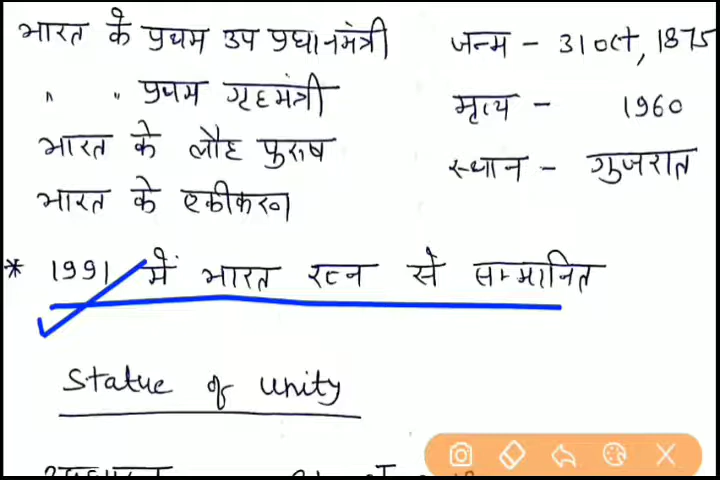 भारत के प्रथम उप प्रधानमंत्री
" " प्रथम गृहमंत्री
भारत के लौह पुरुष
भारत के एकीकरण
जन्म - 31 oct, 1875
मृत्य - 1960
स्थान - गुजरात
* 1991 में भारत रत्न से सम्मानित
Statue of unity